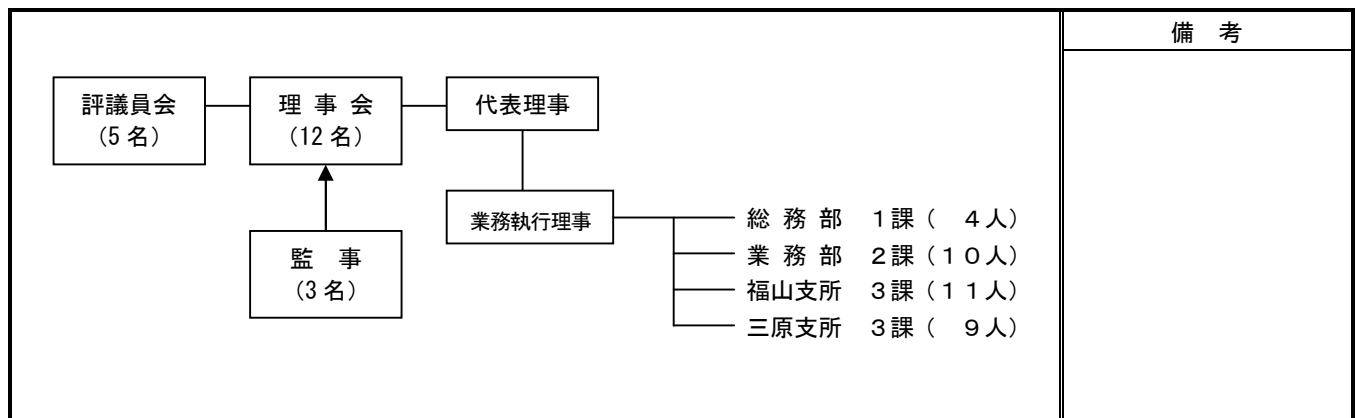 備 考
評議員会
(5 名)
理 事 会
(12 名)
代表理事
業務執行理事
監 事
(3 名)
総 務 部 1課( 4人)
業 務 部 2課(10人)
福山支所 3課(11人)
三原支所 3課( 9人)